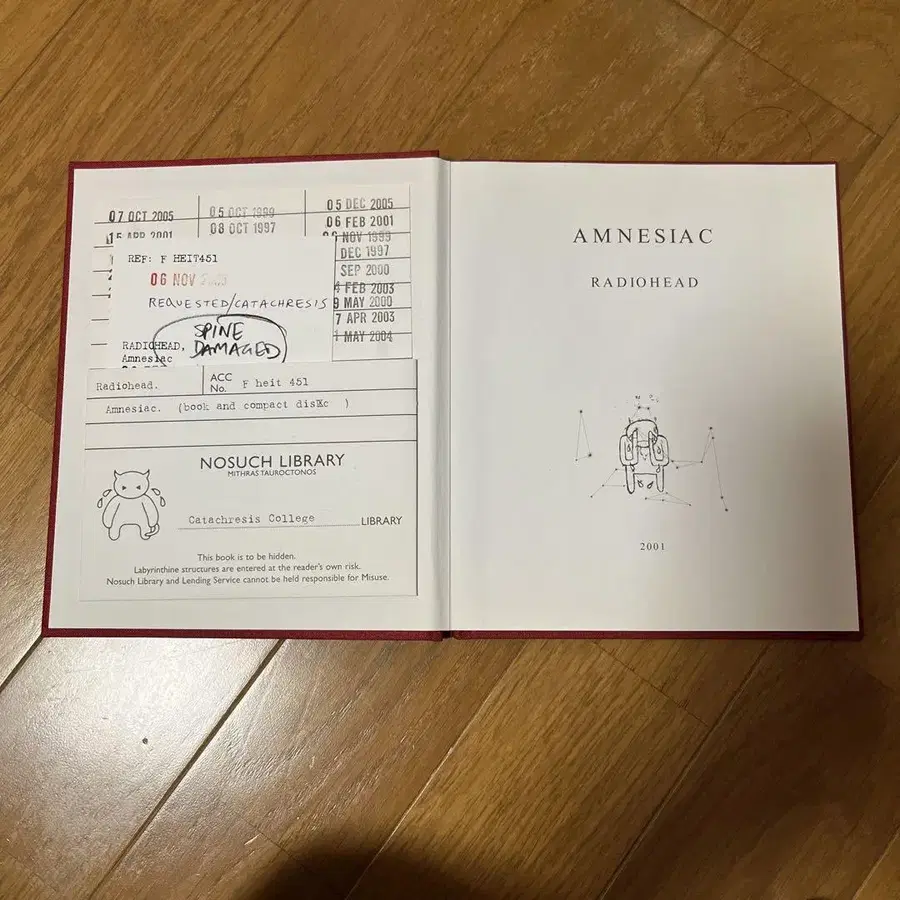 07 OCT 2005
05 OCT 1999
05 DEC 2005
15 APR 2001
08 OCT 1997
06 FEB 2001
NOV 1999
DEC 1997
SEP 2000
FEB 2003
MAY 2000
7 APR 2003
MAY 2004
REF: F HEIT451
06 NOV
REQUESTED/CATACHRESIS
SPINE
DAMAGED
RADIOHEAD,
Amnesiac
Radiohead.
ACC
No.
F heit 451
Amnesiac. (book and compact disXc )
NOSUCH LIBRARY
MITHRAS TAUROCTONOS
Catachresis College
LIBRARY
This book is to be hidden.
Labyrinthine structures are entered at the reader's own risk.
Nosuch Library and Lending Service cannot be held responsible for Misuse.
AMNESIAC
RADIOHEAD
2001